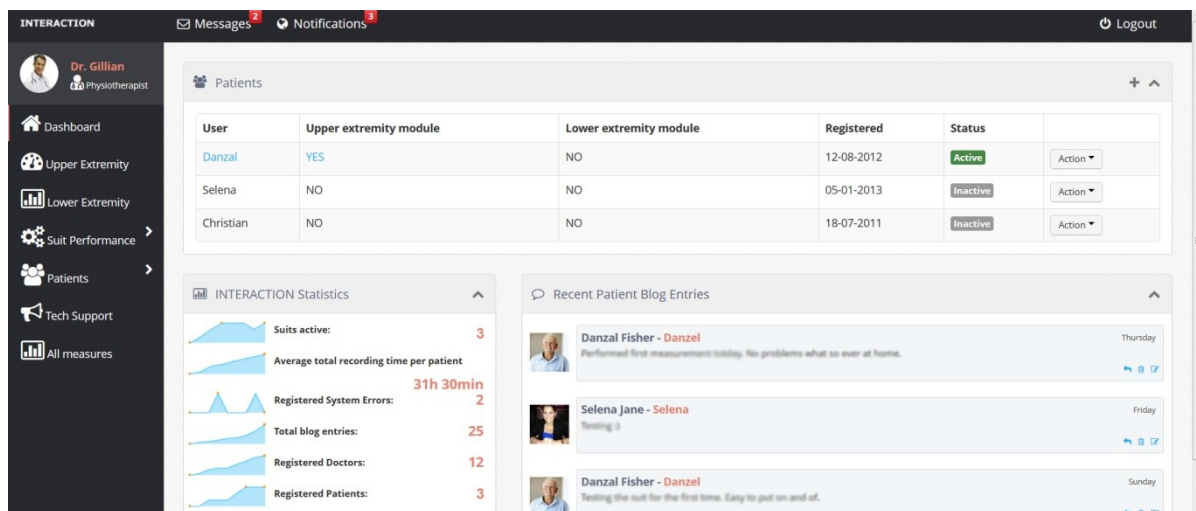 INTERACTION
Messages 2 Notifications 3 Logout
Dr. Gillian
Physiotherapist
Dashboard
Upper Extremity
Lower Extremity
Suit Performance
Patients
Tech Support
All measures
Patients
User Upper extremity module Lower extremity module Registered Status
Danzal YES NO 12-08-2012 Active Action
Selena NO NO 05-01-2013 Inactive Action
Christian NO NO 18-07-2011 Inactive Action
INTERACTION Statistics
Suits active: 3
Average total recording time per patient
31h 30min
Registered System Errors: 2
Total blog entries: 25
Registered Doctors: 12
Registered Patients: 3
Recent Patient Blog Entries
Danzal Fisher - Danzel Thursday
Performed first measurement No problems what so ever at home.
Selena Jane - Selena Friday
Testing :)
Danzal Fisher - Danzel Sunday
Testing the suit for the first time. Easy to put on and of.